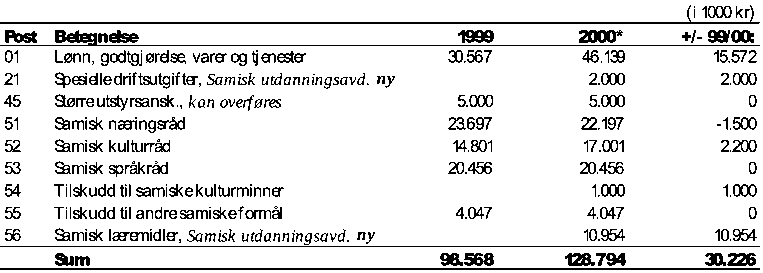 (i 1000 kr)
Post Betegnelse 1999 2000* +/- 99/00:
01 Lønn, godtgjørelse, varer og tjenester 30.567 46.139 15.572
21 Spesielle driftsutgifter, Samisk utdanningsavd. ny 2.000 2.000
45 Større utstyrsansk., kan overføres 5.000 5.000 0
51 Samisk næringsråd 23.697 22.197 -1.500
52 Samisk kulturråd 14.801 17.001 2.200
53 Samisk språkråd 20.456 20.456 0
54 Tilskudd til samiske kulturminner 1.000 1.000
55 Tilskudd til andre samiske formål 4.047 4.047 0
56 Samisk læremidler, Samisk utdanningsavd. ny 10.954 10.954
Sum 98.568 128.794 30.226